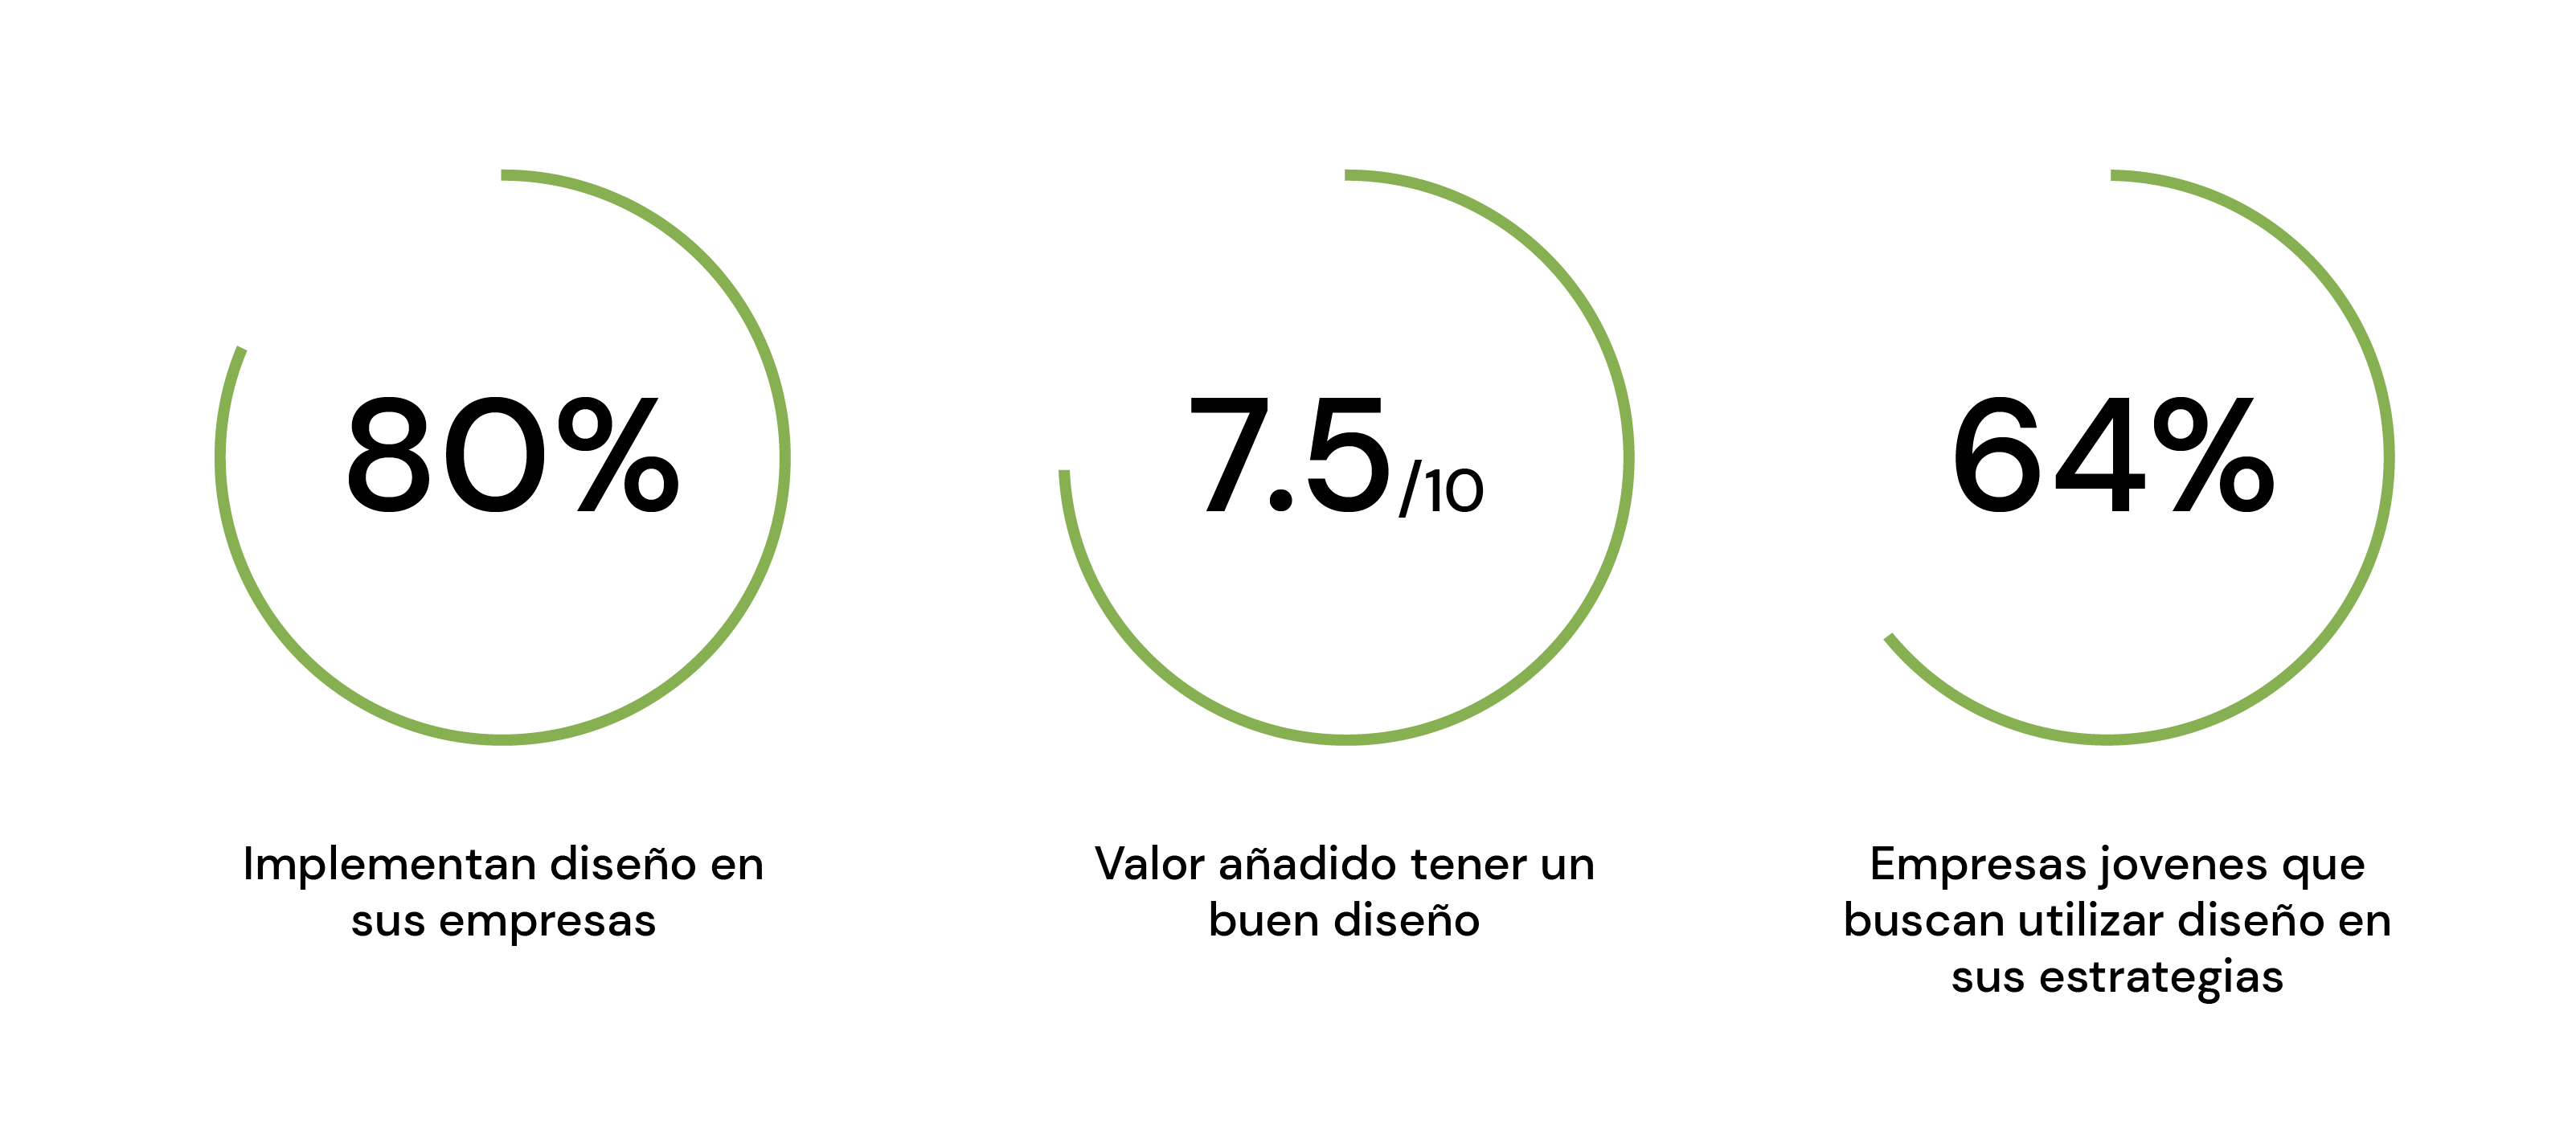 80%
7.5/10
64%
Implementan diseño en
sus empresas
Valor añadido tener un
buen diseño
Empresas jovenes que
buscan utilizar diseño en
sus estrategias